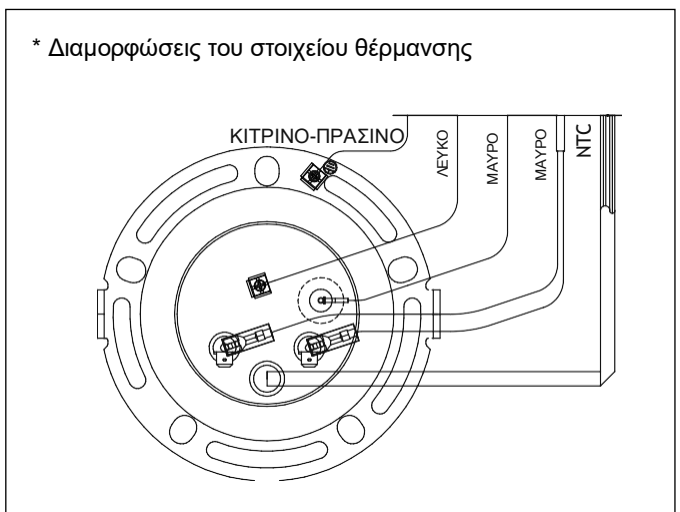 * Διαμορφώσεις του στοιχείου θέρμανσης
ΚΙΤΡΙΝΟ-ΠΡΑΣΙΝΟ
ΛΕΥΚΟ
ΜΑΥΡΟ
ΜΑΥΡΟ
NTC